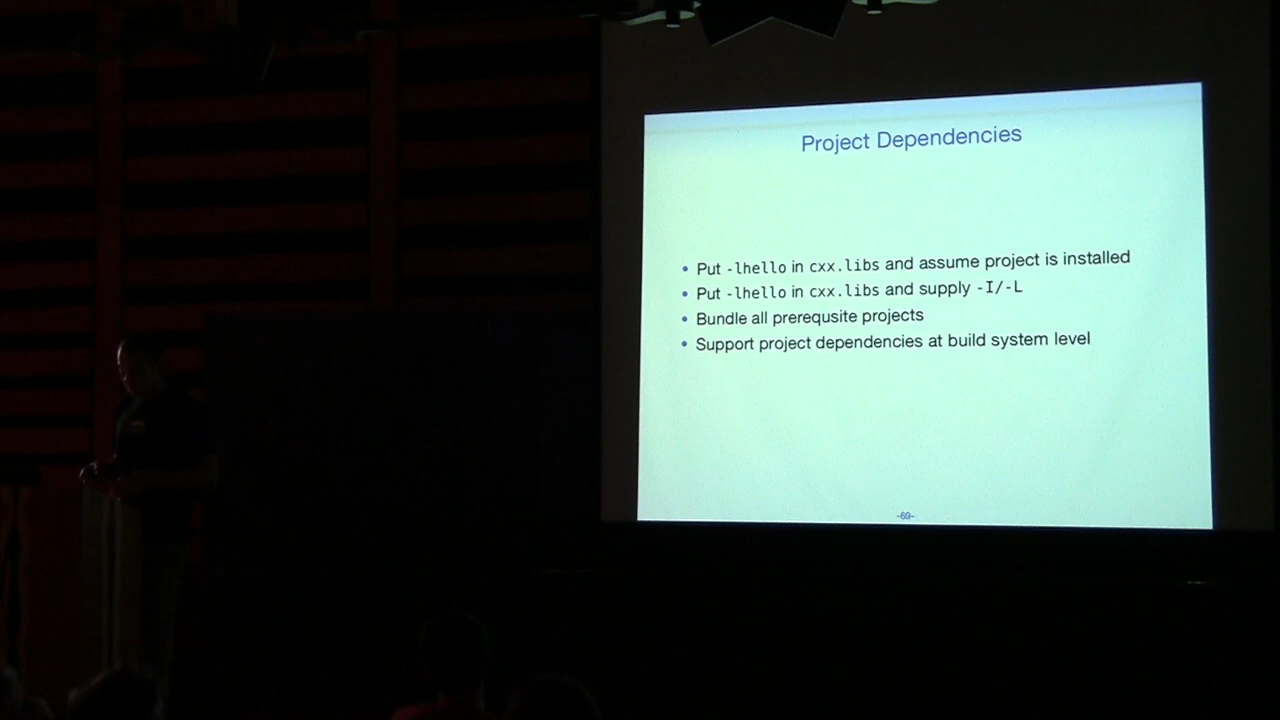 Project Dependencies
• Put -lhello in cxx.libs and assume project is installed
• Put -lhello in cxx.libs and supply -I/-L
• Bundle all prerequsite projects
• Support project dependencies at build system level
-69-